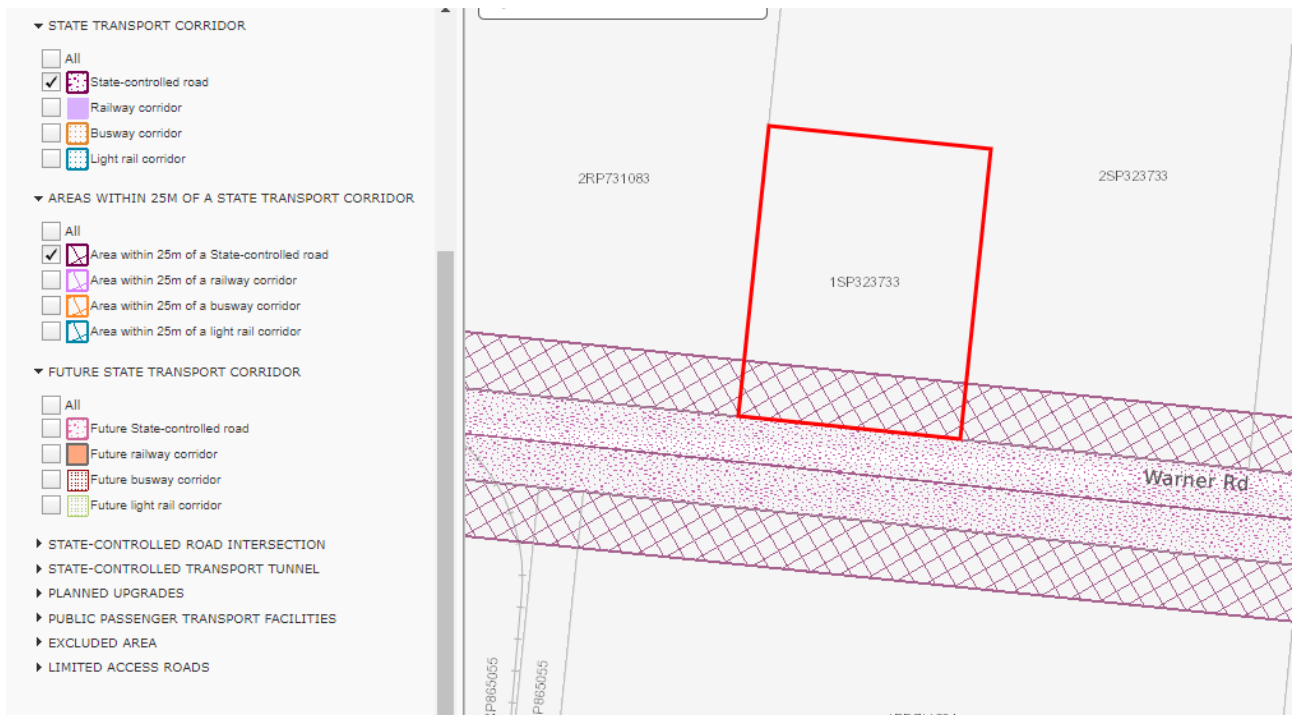 STATE TRANSPORT CORRIDOR
All
State-controlled road
Railway corridor
Busway corridor
Light rail corridor
AREAS WITHIN 25M OF A STATE TRANSPORT CORRIDOR
All
Area within 25m of a State-controlled road
Area within 25m of a railway corridor
Area within 25m of a busway corridor
Area within 25m of a light rail corridor
FUTURE STATE TRANSPORT CORRIDOR
All
Future State-controlled road
Future railway corridor
Future busway corridor
Future light rail corridor
STATE-CONTROLLED ROAD INTERSECTION
STATE-CONTROLLED TRANSPORT TUNNEL
PLANNED UPGRADES
PUBLIC PASSENGER TRANSPORT FACILITIES
EXCLUDED AREA
LIMITED ACCESS ROADS
2RP731083
2SP323733
1SP323733
Warner Rd
P865055